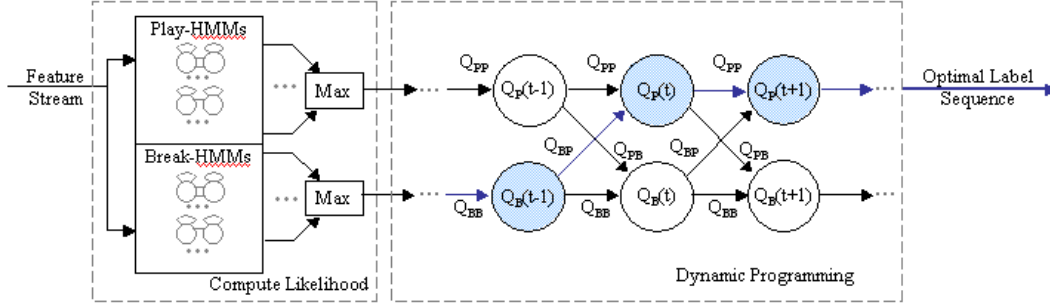 Feature
Stream
Play-HMMs
...
...
...
Max
Break-HMMs
...
...
...
Max
Compute Likelihood
...
Q_PP
Q_P(t-1)
Q_PP
Q_P(t)
Q_PP
Q_P(t+1)
...
Q_BP
Q_PB
Q_BP
Q_PB
...
Q_BB
Q_B(t-1)
Q_BB
Q_B(t)
Q_BB
Q_B(t+1)
...
Dynamic Programming
Optimal Label
Sequence